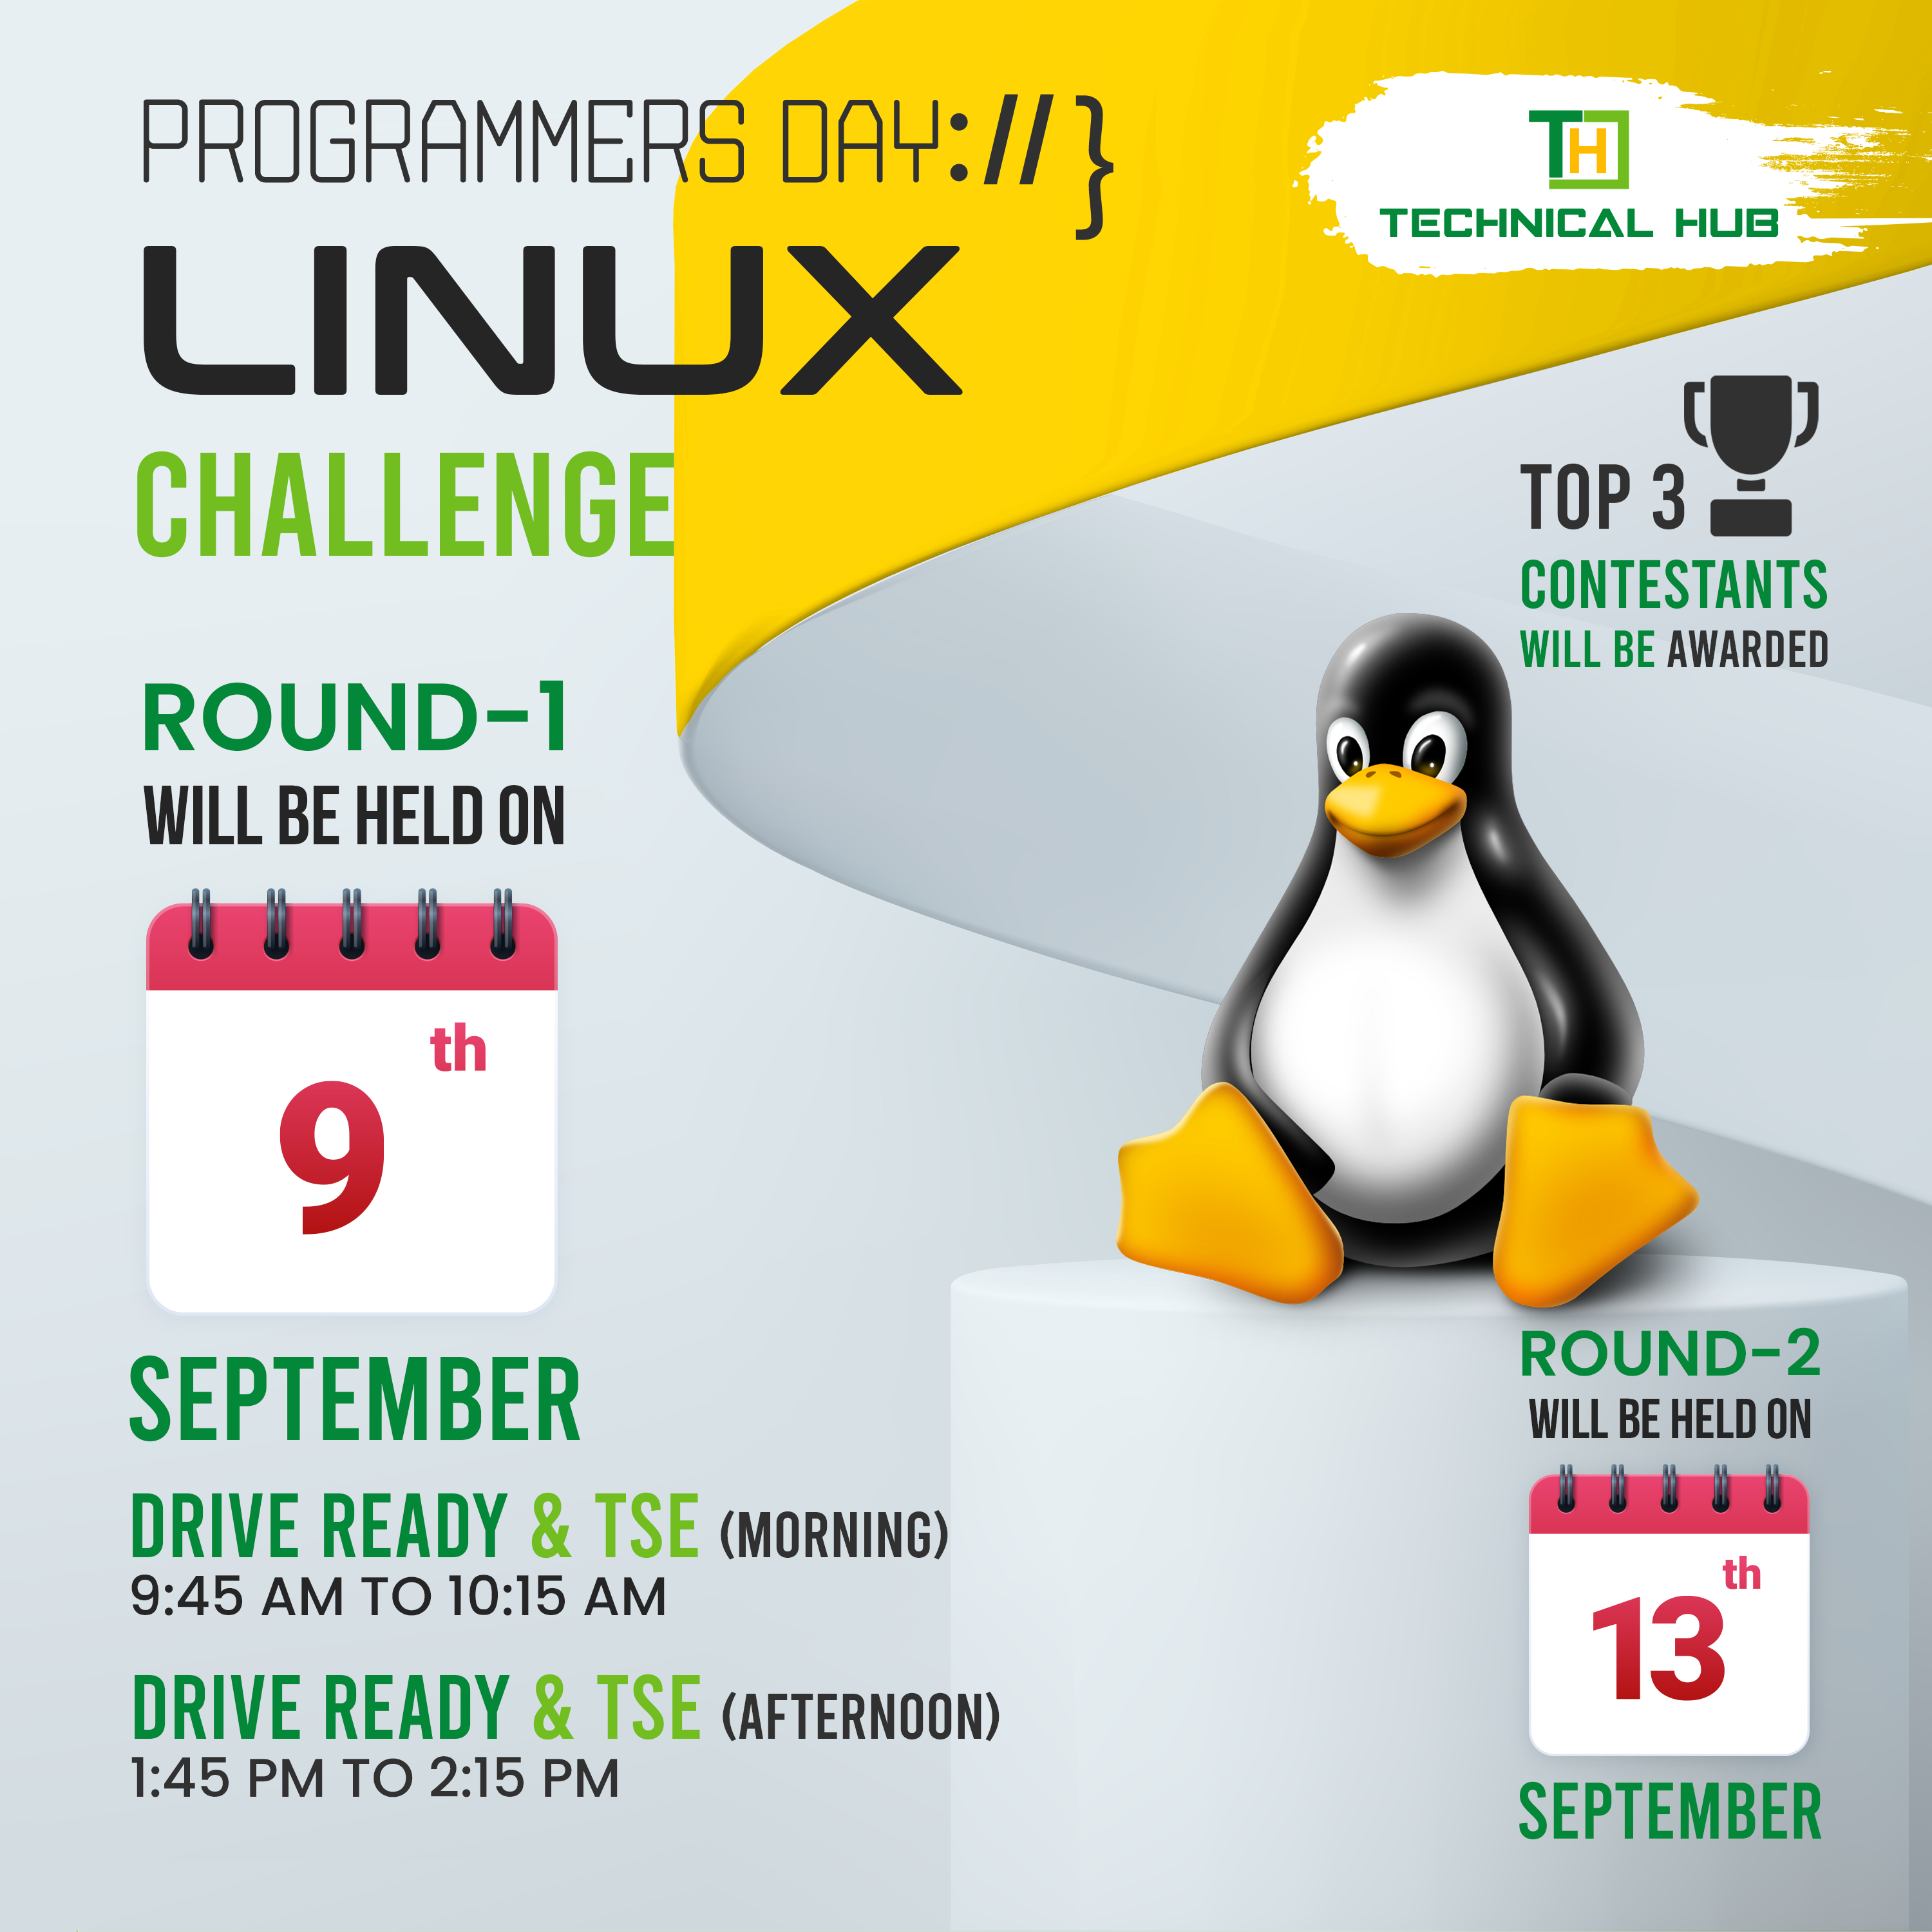 PROGRAMMERS DAY:// }
LINUX
CHALLENGE
TH
TECHNICAL HUB
TOP 3
CONTESTANTS
WILL BE AWARDED
ROUND-1
WILL BE HELD ON
9th
SEPTEMBER
DRIVE READY & TSE (MORNING)
9:45 AM TO 10:15 AM
DRIVE READY & TSE (AFTERNOON)
1:45 PM TO 2:15 PM
ROUND-2
WILL BE HELD ON
13th
SEPTEMBER